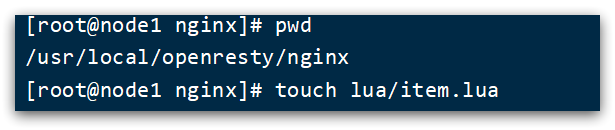 [root@node1 nginx]# pwd
/usr/local/openresty/nginx
[root@node1 nginx]# touch lua/item.lua